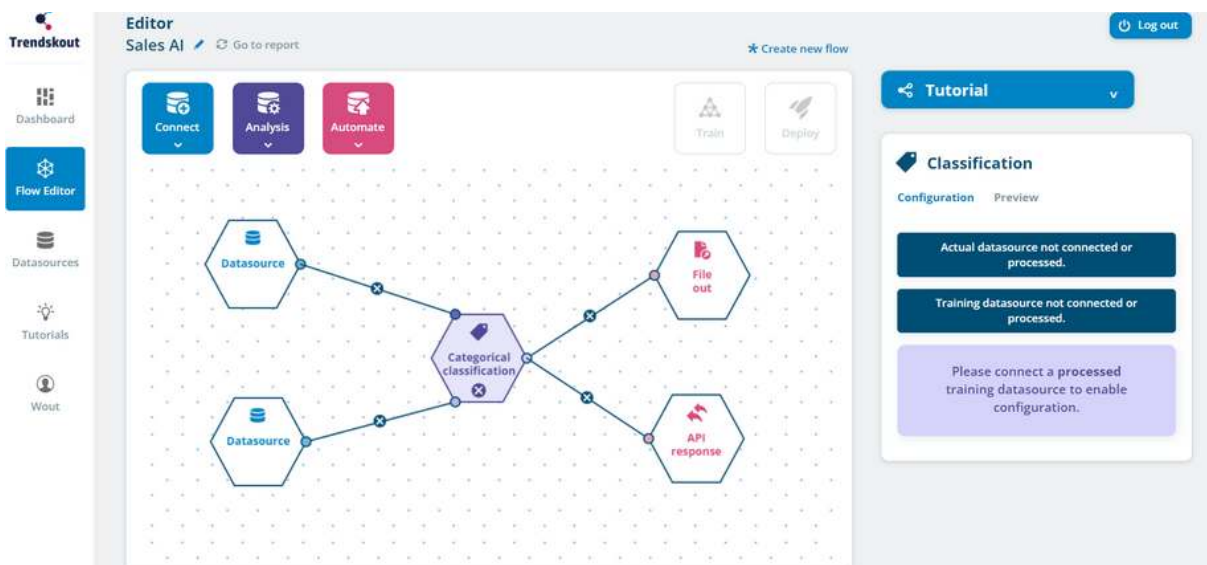 Trendskout
Dashboard
Flow Editor
Datasources
Tutorials
Wout
Editor
Sales AI
Go to report
Create new flow
Log out
Connect
Analysis
Automate
Train
Deploy
Datasource
Datasource
Categorical
classification
File
out
API
response
Tutorial
Classification
Configuration Preview
Actual datasource not connected or
processed.
Training datasource not connected or
processed.
Please connect a processed
training datasource to enable
configuration.